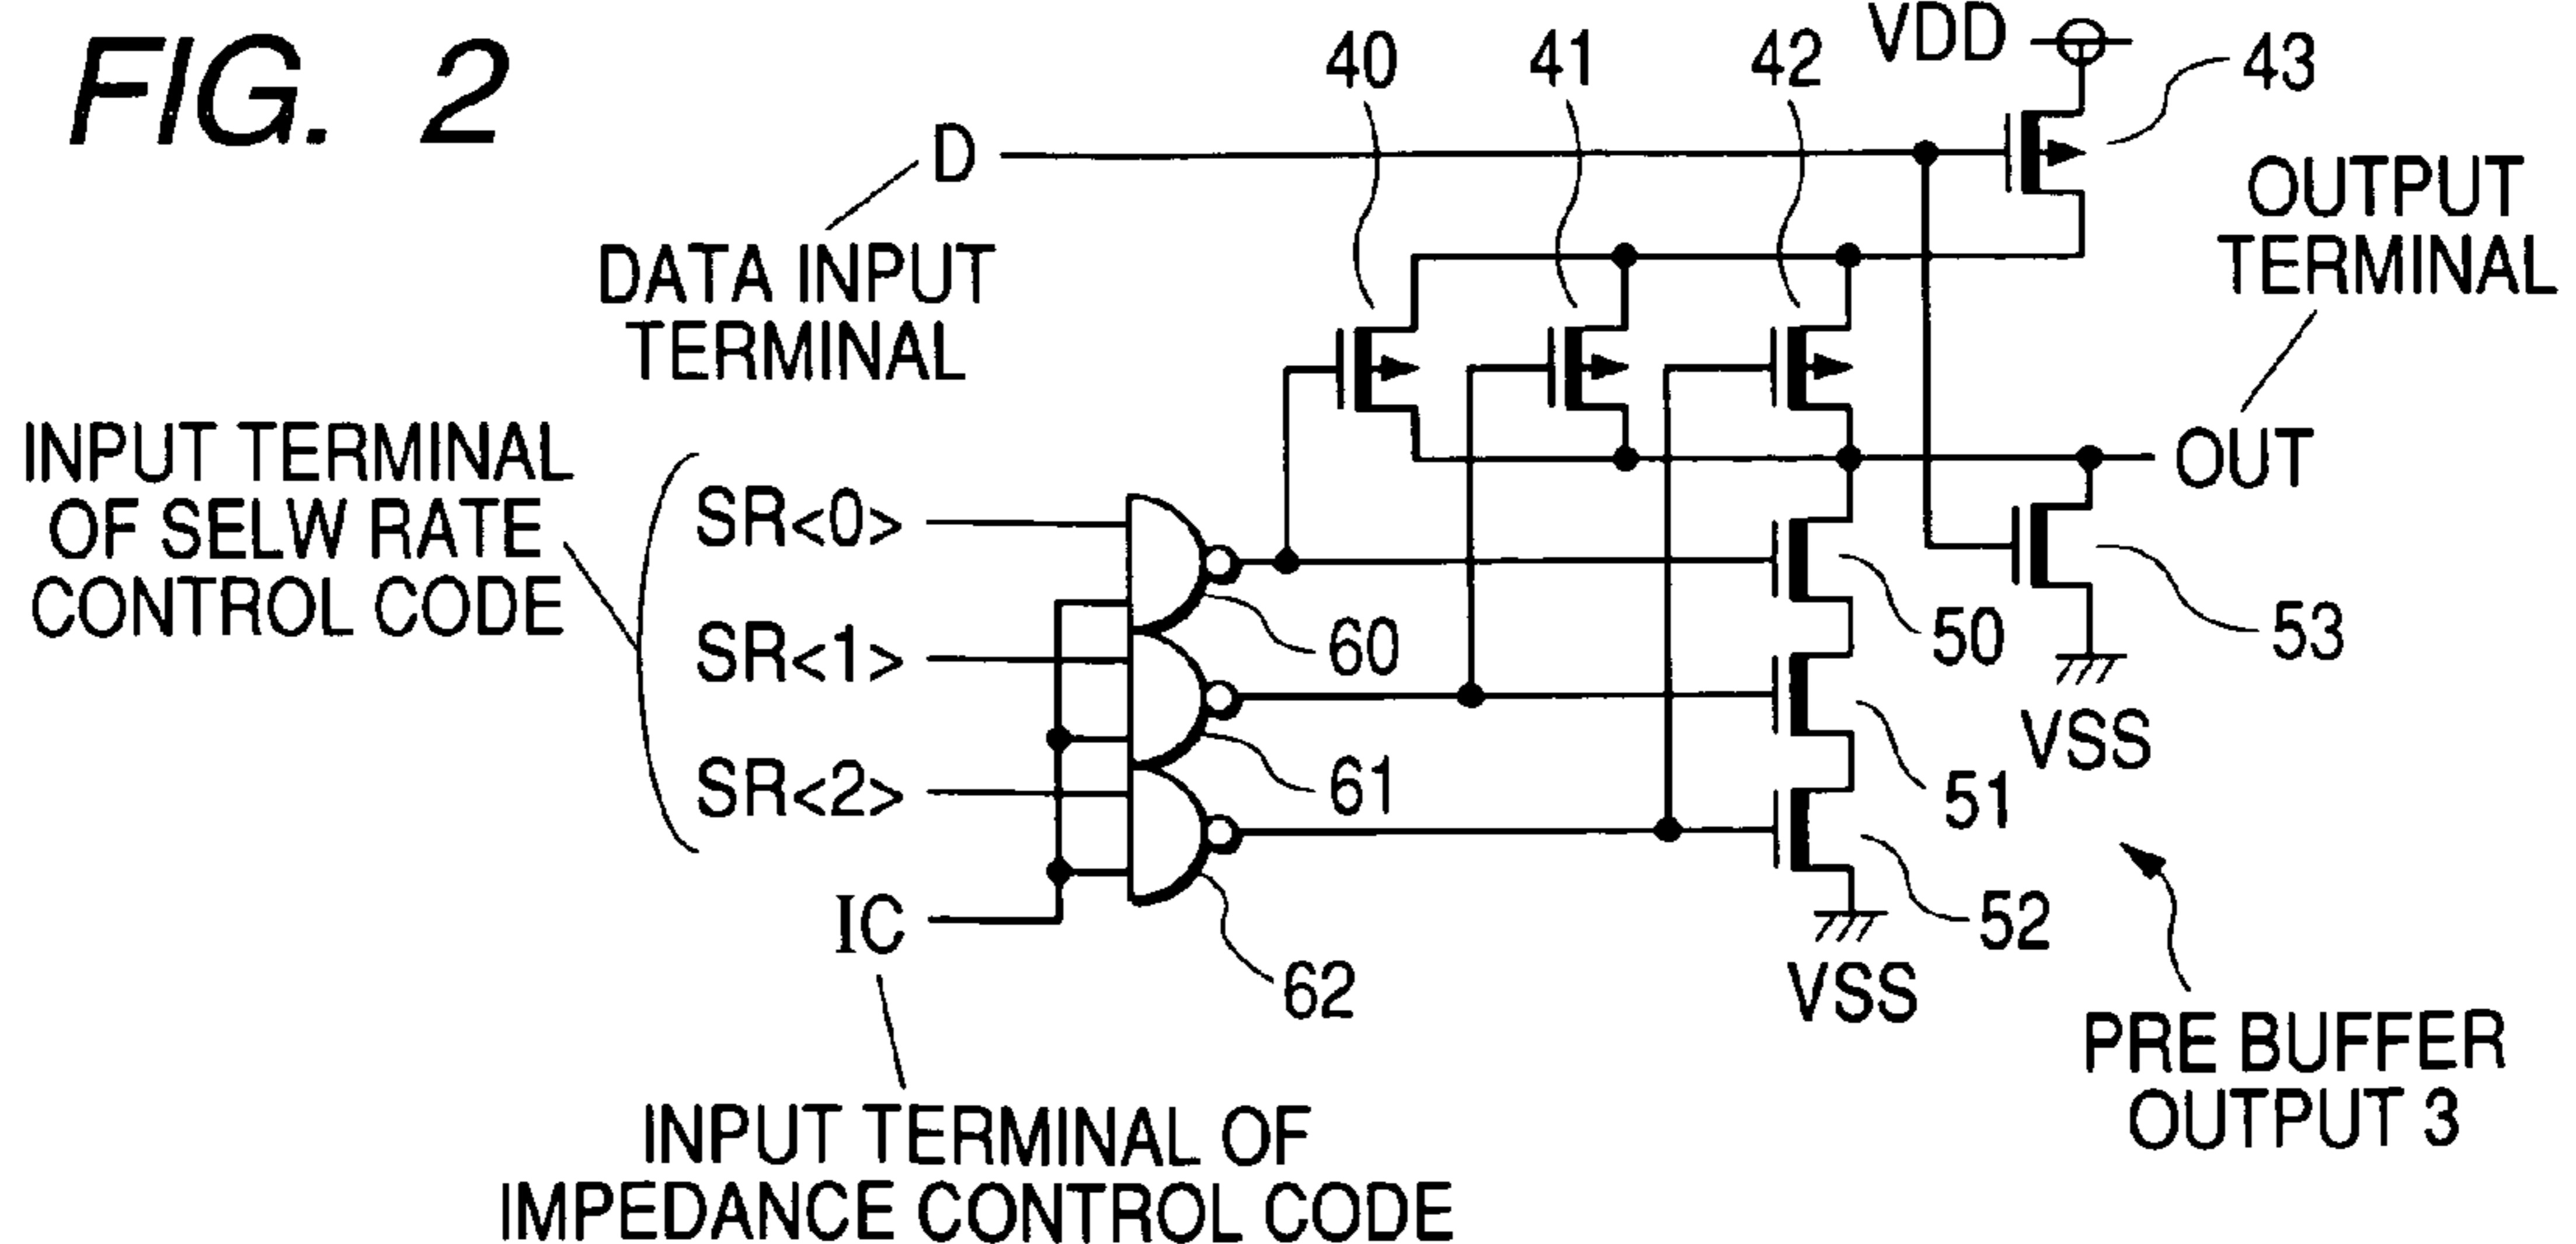 FIG. 2
40
41
42
VDD
43
D
DATA INPUT
TERMINAL
OUTPUT
TERMINAL
INPUT TERMINAL
OF SELW RATE
CONTROL CODE
SR<0>
SR<1>
SR<2>
IC
OUT
60
61
62
50
51
52
53
VSS
VSS
INPUT TERMINAL OF
IMPEDANCE CONTROL CODE
PRE BUFFER
OUTPUT 3